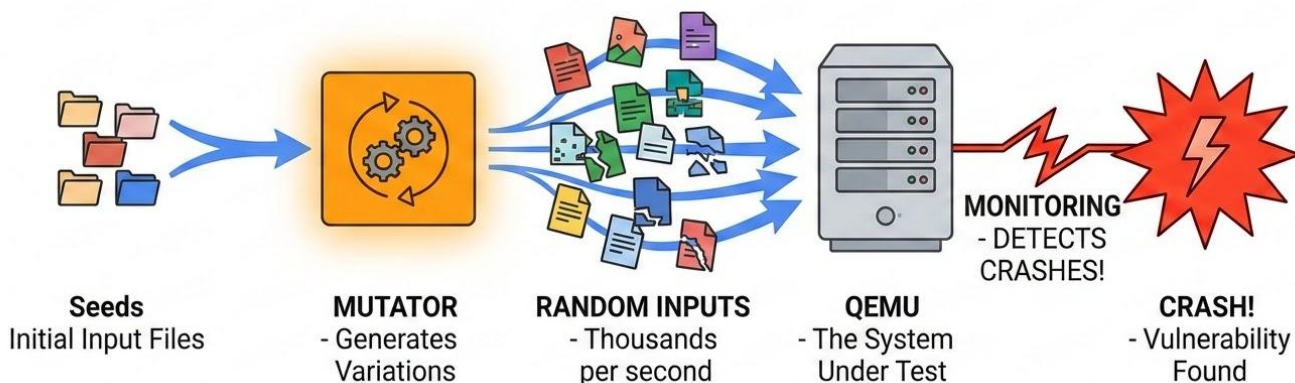 MONITORING
- DETECTS
CRASHES!
Seeds
Initial Input Files
MUTATOR
- Generates
Variations
RANDOM INPUTS
- Thousands
per second
QEMU
- The System
Under Test
CRASH!
- Vulnerability
Found